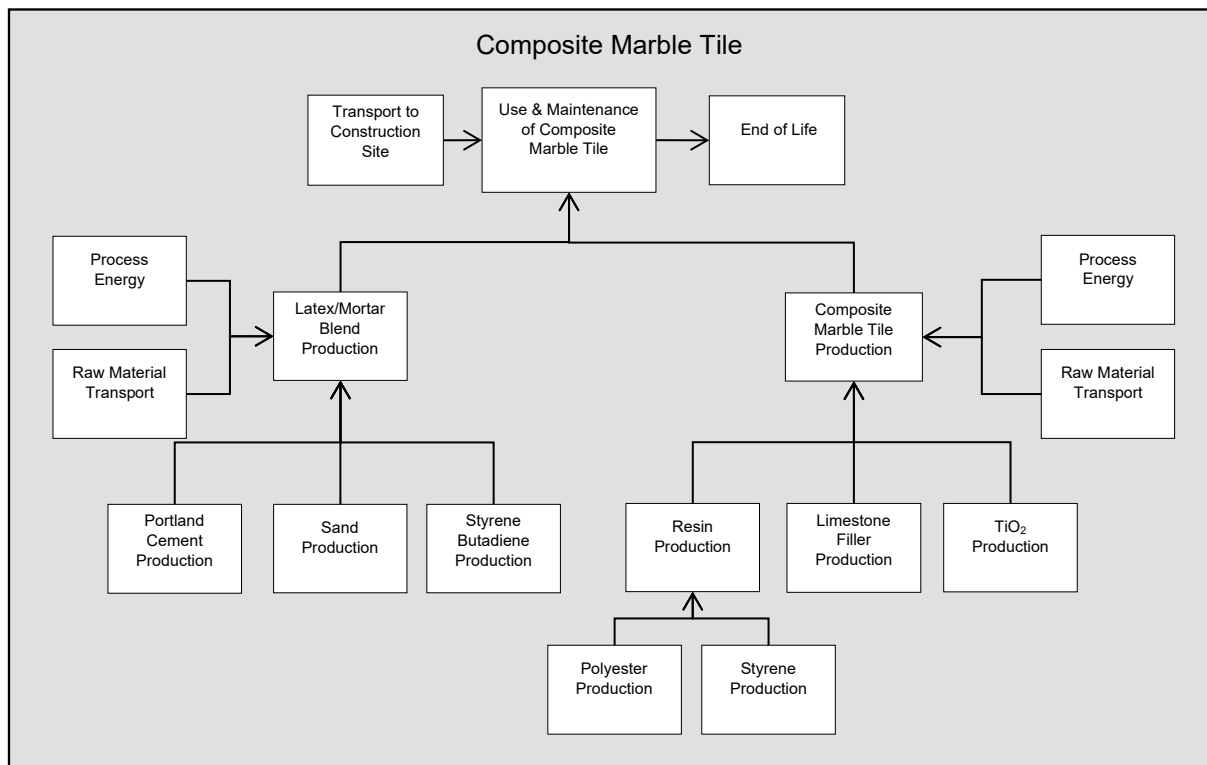 Composite Marble Tile
Transport to
Construction
Site
Use & Maintenance
of Composite
Marble Tile
End of Life
Process
Energy
Raw Material
Transport
Latex/Mortar
Blend
Production
Composite
Marble Tile
Production
Process
Energy
Raw Material
Transport
Portland
Cement
Production
Sand
Production
Styrene
Butadiene
Production
Resin
Production
Limestone
Filler
Production
TiO₂
Production
Polyester
Production
Styrene
Production